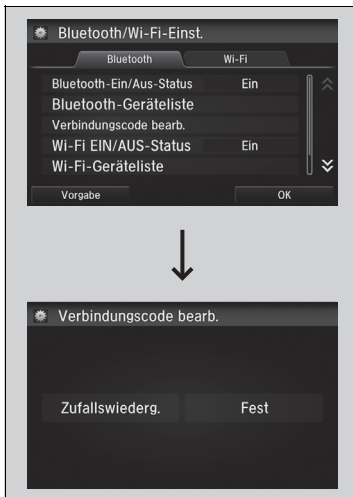 Bluetooth/Wi-Fi-Einst.
Bluetooth Wi-Fi
Bluetooth-Ein/Aus-Status Ein
Bluetooth-Geräteliste
Verbindungscode bearb.
Wi-Fi EIN/AUS-Status Ein
Wi-Fi-Geräteliste
Vorgabe OK
Verbindungscode bearb.
Zufallswiederg. Fest